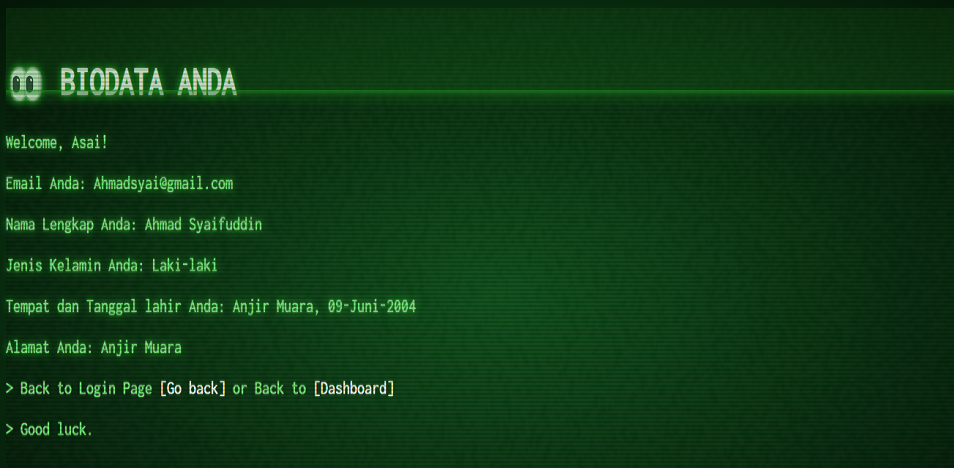 BIODATA ANDA
Welcome, Asai!
Email Anda: Ahmadsyai@gmail.com
Nama Lengkap Anda: Ahmad Syaifuddin
Jenis Kelamin Anda: Laki-laki
Tempat dan Tanggal lahir Anda: Anjir Muara, 09-Juni-2004
Alamat Anda: Anjir Muara
> Back to Login Page [Go back] or Back to [Dashboard]
> Good luck.